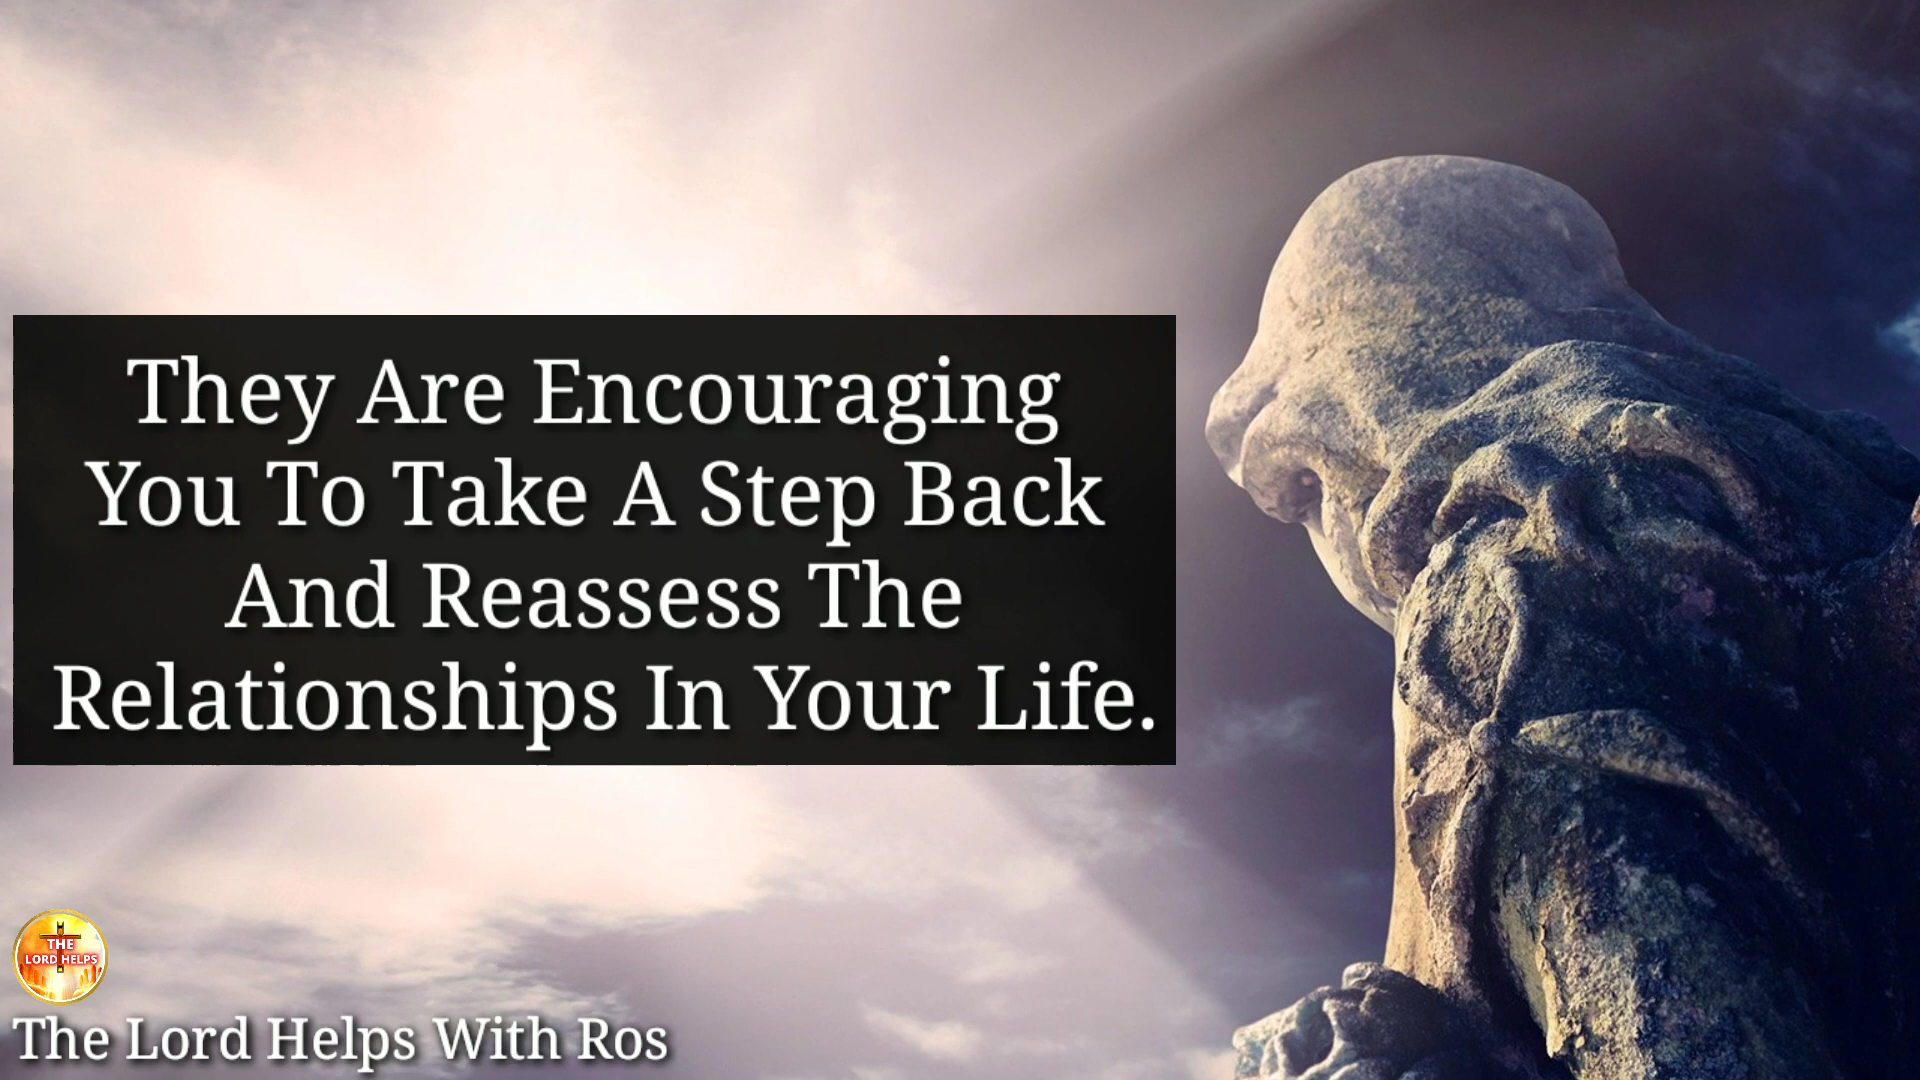 They Are Encouraging
You To Take A Step Back
And Reassess The
Relationships In Your Life.
THE
LORD HELPS
The Lord Helps With Ros